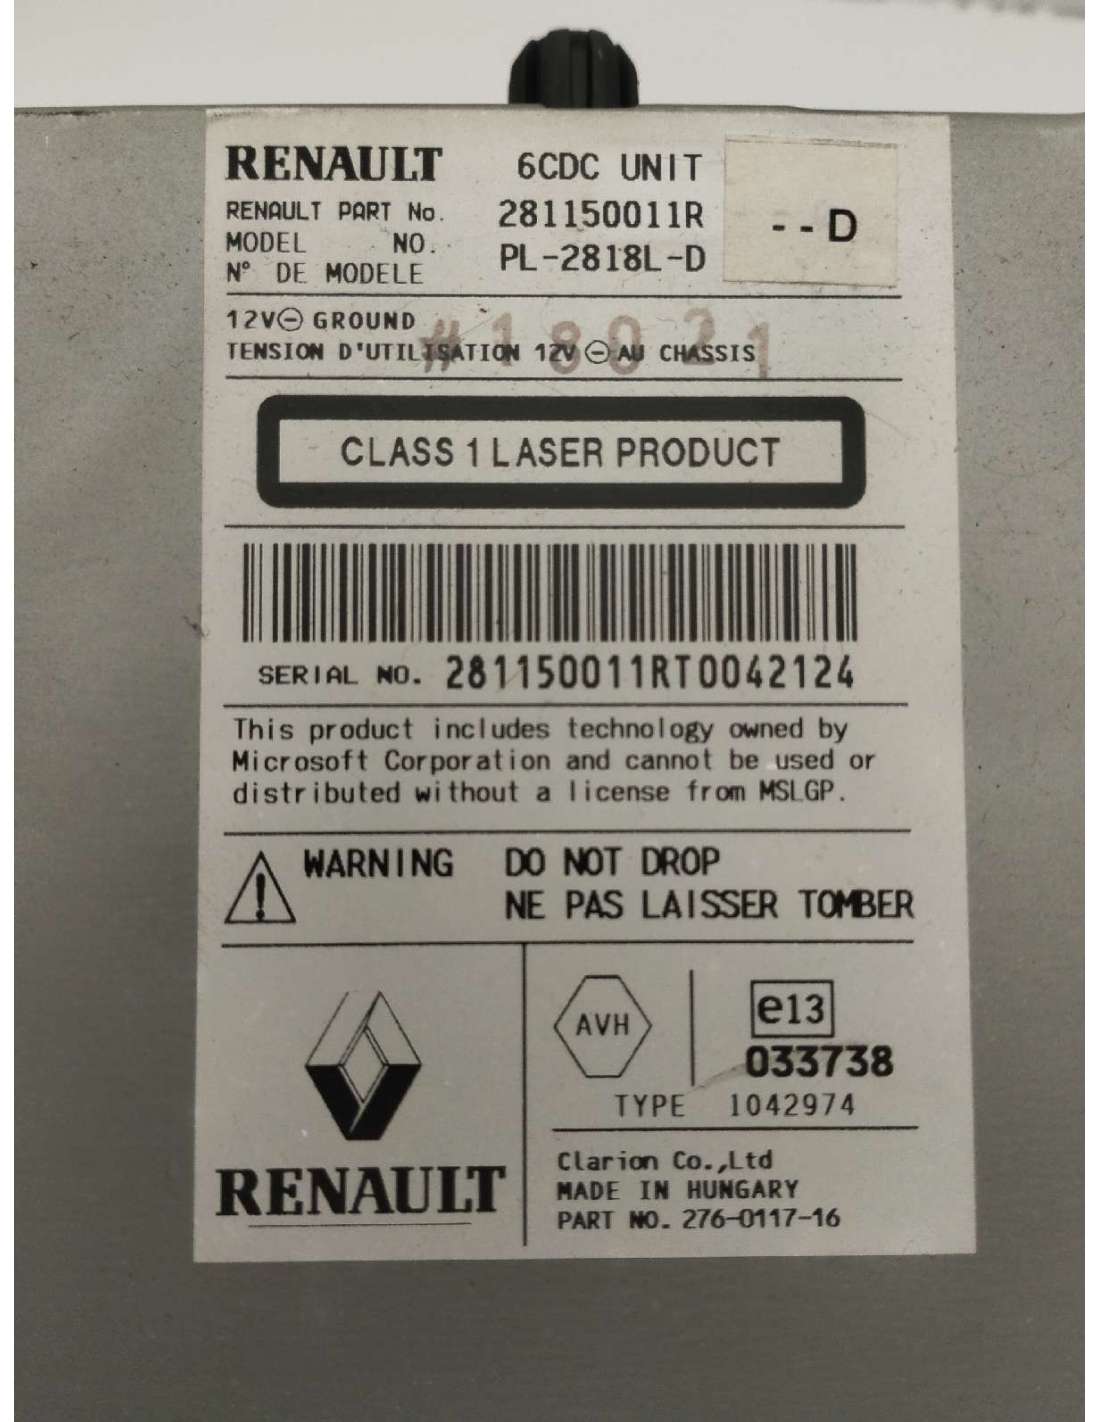 RENAULT 6CDC UNIT
RENAULT PART No. 281150011R
--D
MODEL NO. PL-2818L-D
N° DE MODELE
12V⊖ GROUND
#18021
TENSION D'UTILISATION 12V ⊖ AU CHASSIS
CLASS 1 LASER PRODUCT
SERIAL NO. 281150011RT0042124
This product includes technology owned by
Microsoft Corporation and cannot be used or
distributed without a license from MSLGP.
WARNING DO NOT DROP
NE PAS LAISSER TOMBER
AVH
e13
033738
TYPE 1042974
RENAULT
Clarion Co.,Ltd
MADE IN HUNGARY
PART NO. 276-0117-16